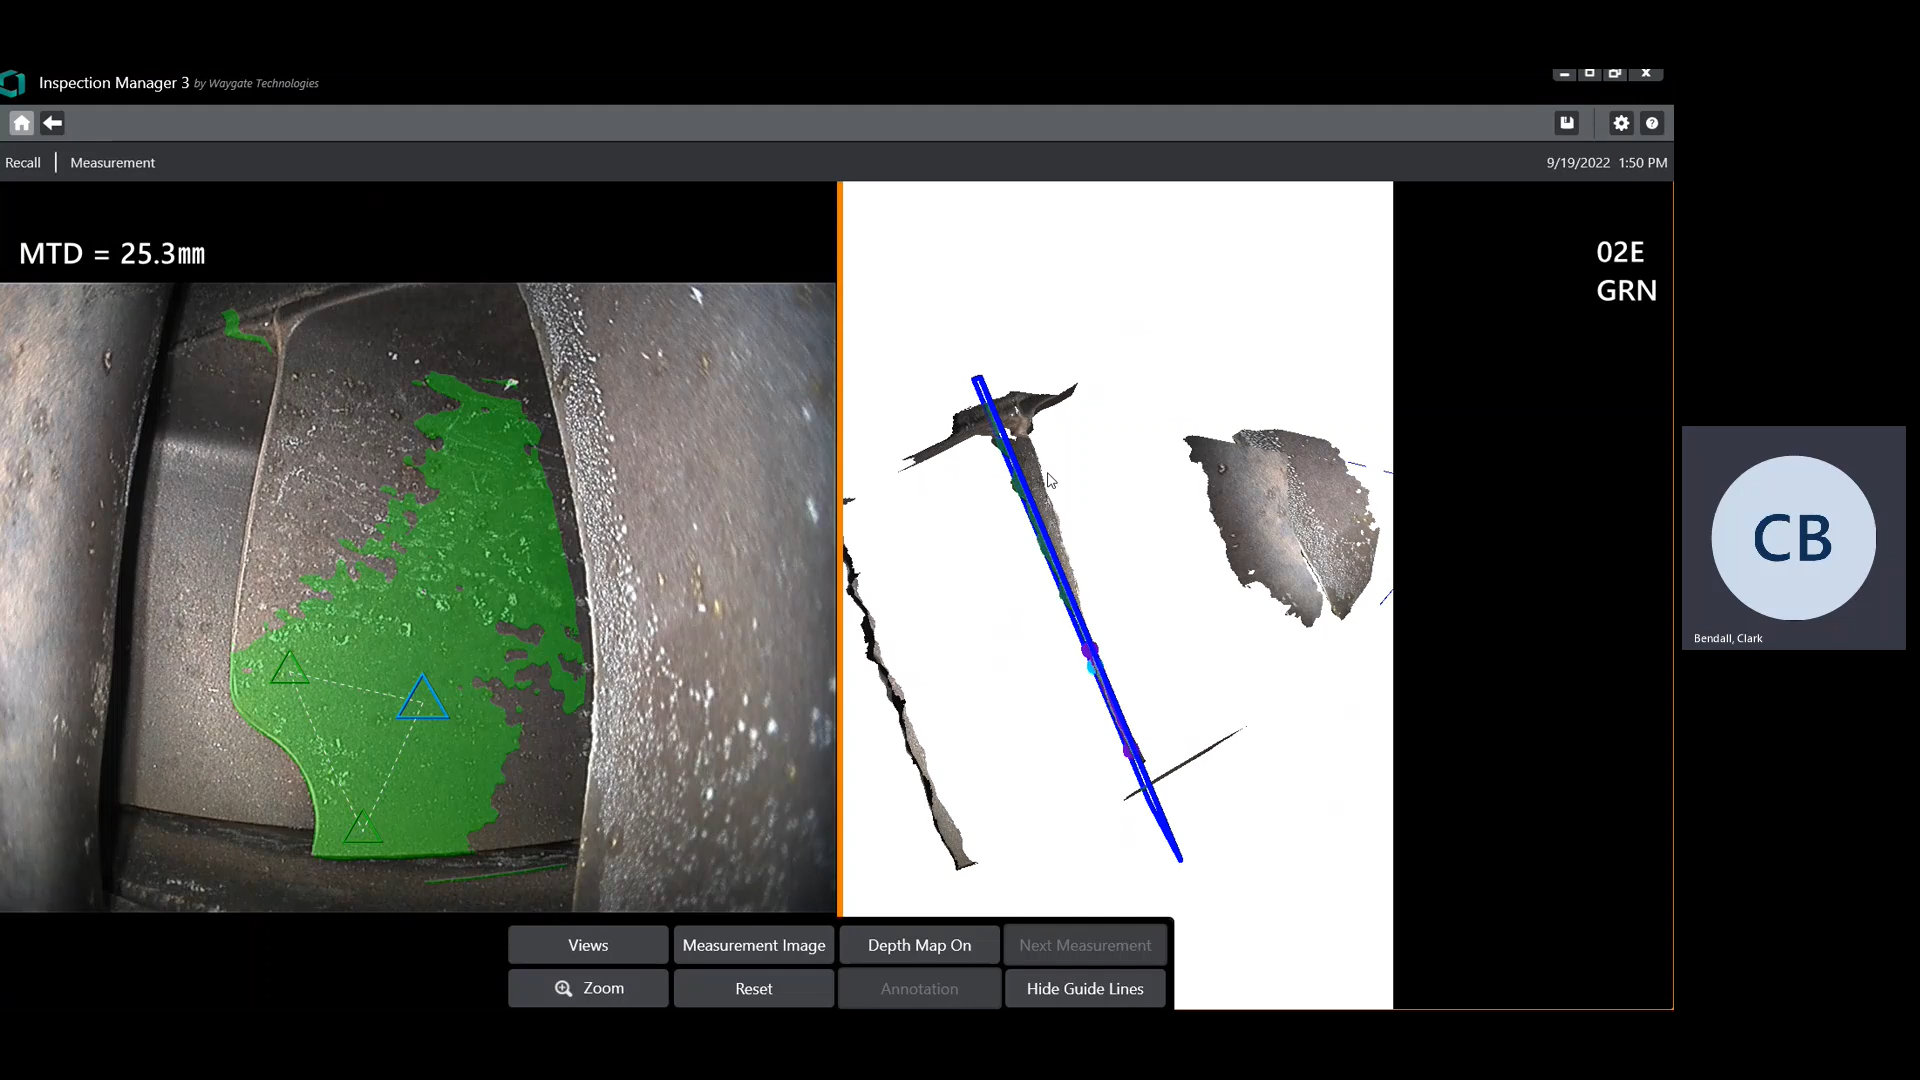 Inspection Manager 3 by Waygate Technologies
Recall | Measurement
9/19/2022 1:50 PM
MTD = 25.3㎜
02E
GRN
CB
Bendall, Clark
Views
Measurement Image
Depth Map On
Next Measurement
Zoom
Reset
Annotation
Hide Guide Lines